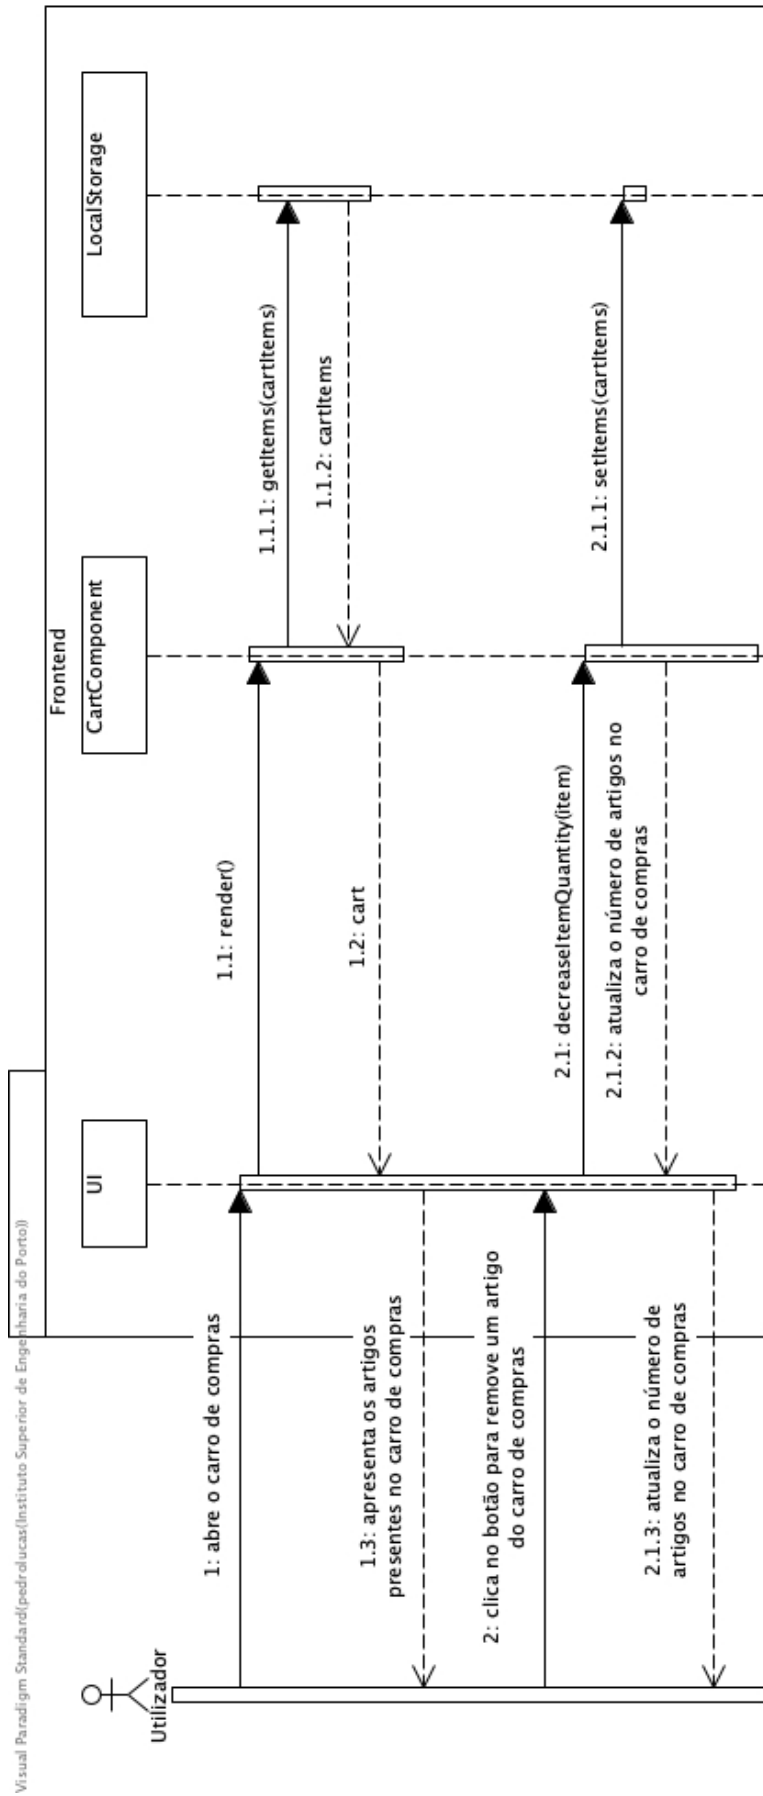 Visual Paradigm Standard(pedrolucas(Instituto Superior de Engenharia do Porto))
Frontend
Utilizador
UI
CartComponent
LocalStorage
1: abre o carro de compras
1.1: render()
1.1.1: getItems(cartItems)
1.1.2: cartItems
1.2: cart
1.3: apresenta os artigos
presentes no carro de compras
2: clica no botão para remove um artigo
do carro de compras
2.1: decreaseItemQuantity(item)
2.1.1: setItems(cartItems)
2.1.2: atualiza o número de artigos no
carro de compras
2.1.3: atualiza o número de
artigos no carro de compras